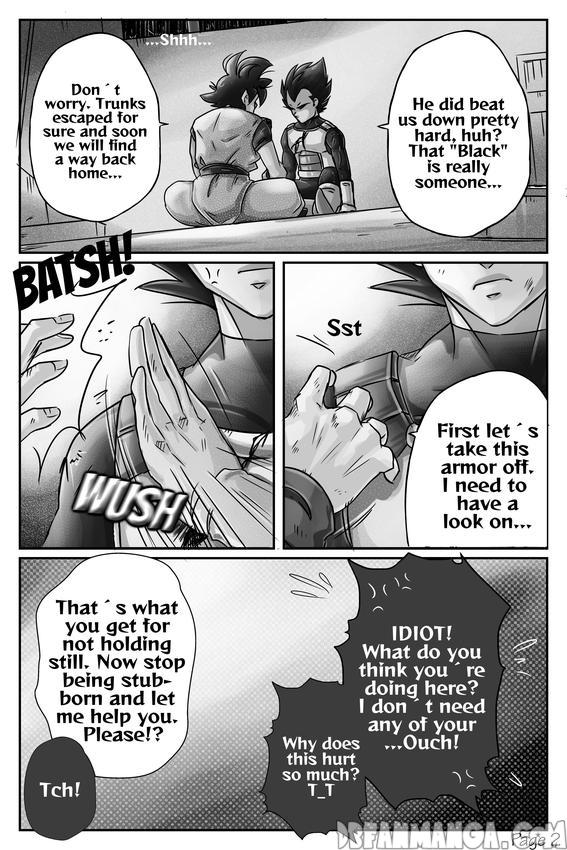 ...Shhh...
Don´t
worry. Trunks
escaped for
sure and soon
we will find
a way back
home...
He did beat
us down pretty
hard, huh?
That "Black"
is really
someone...
BATSH!
WUSH
Sst
First let´s
take this
armor off.
I need to
have a
look on...
That´s what
you get for
not holding
still. Now stop
being stub-
born and let
me help you.
Please!?
Tch!
IDIOT!
What do you
think you´re
doing here?
I don´t need
any of your
...Ouch!
Why does
this hurt
so much?
T_T
DBFANMANGA.COM
Page 2